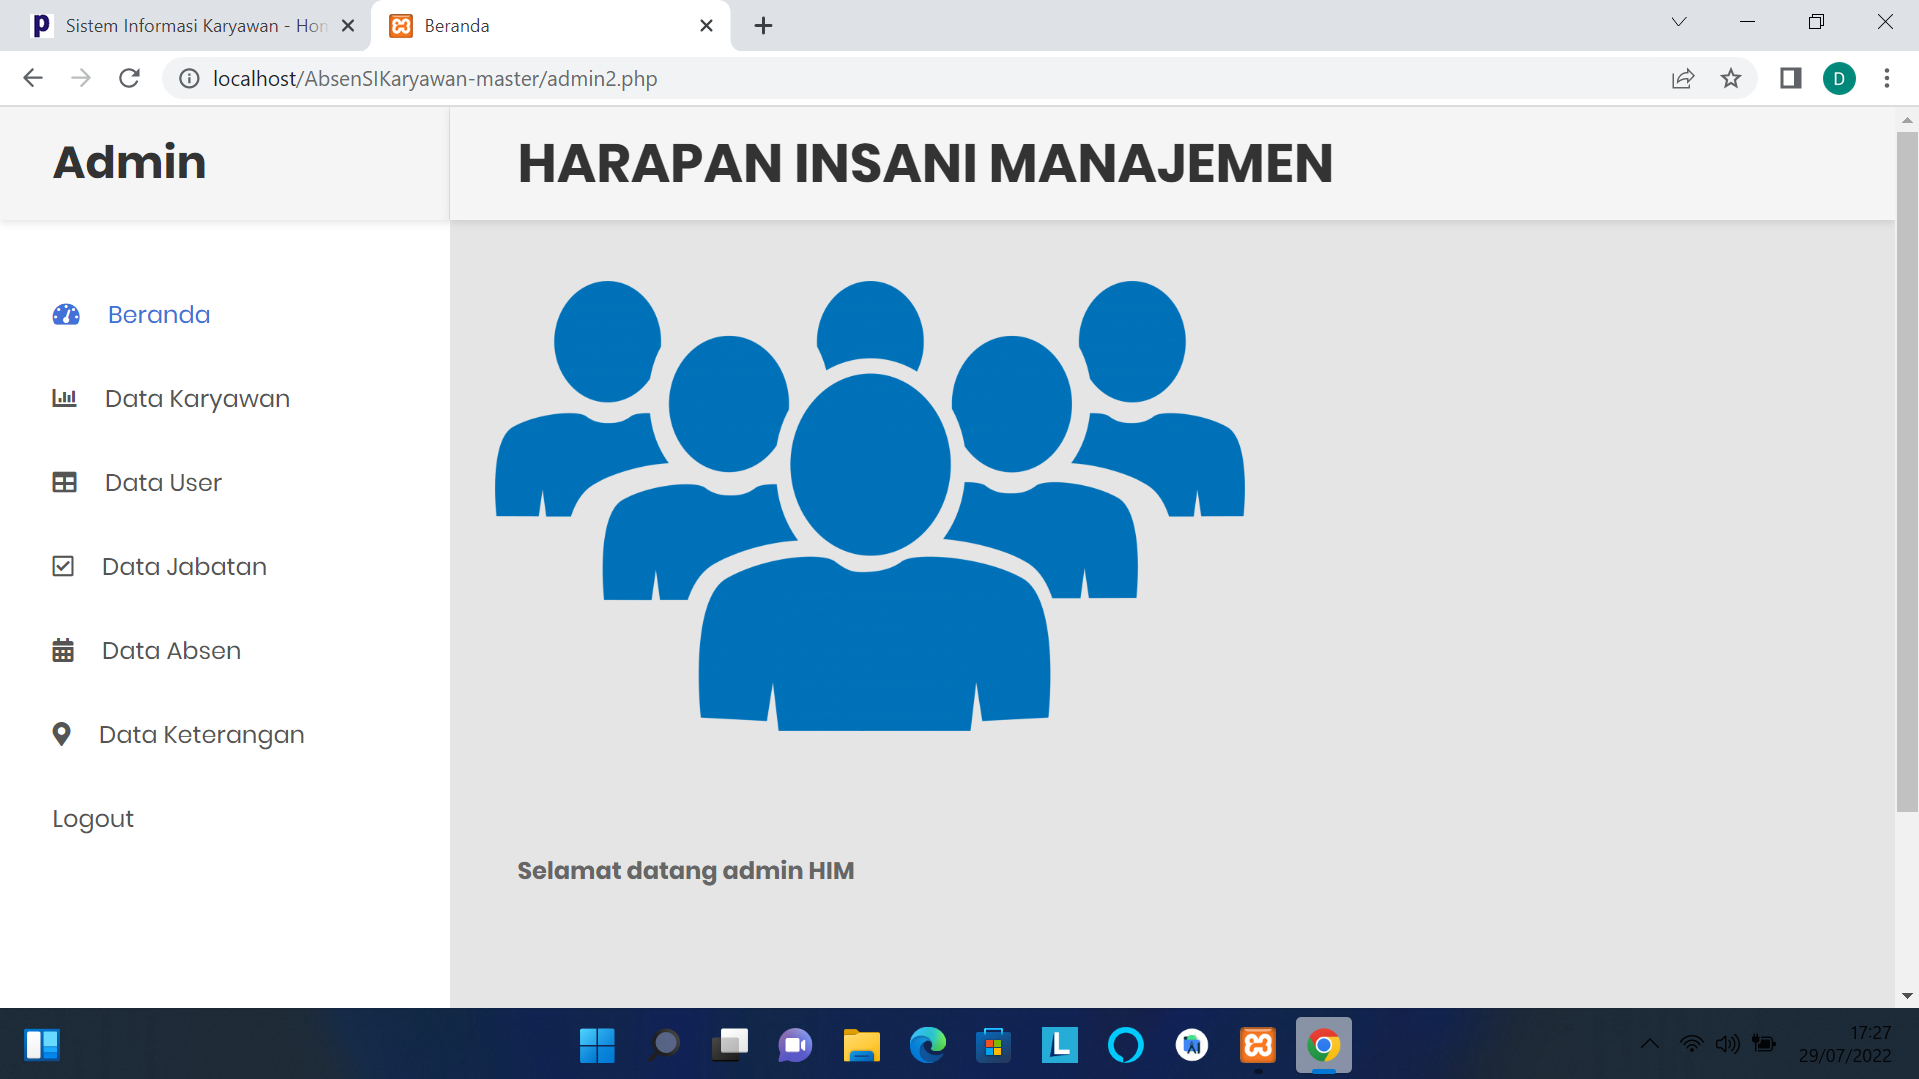 Sistem Informasi Karyawan - Hon
Beranda
localhost/AbsenSIKaryawan-master/admin2.php
D
Admin
HARAPAN INSANI MANAJEMEN
Beranda
Data Karyawan
Data User
Data Jabatan
Data Absen
Data Keterangan
Logout
Selamat datang admin HIM
17:27
29/07/2022